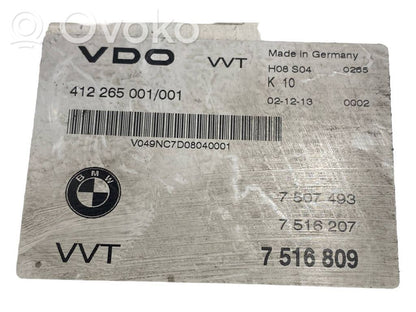 Ovoko
VDO VVT Made in Germany
H08 S04 0265
K 10
412 265 001/001
02-12-13 0002
V049NC7D08040001
BMW
7 507 493
7 516 207
VVT 7 516 809